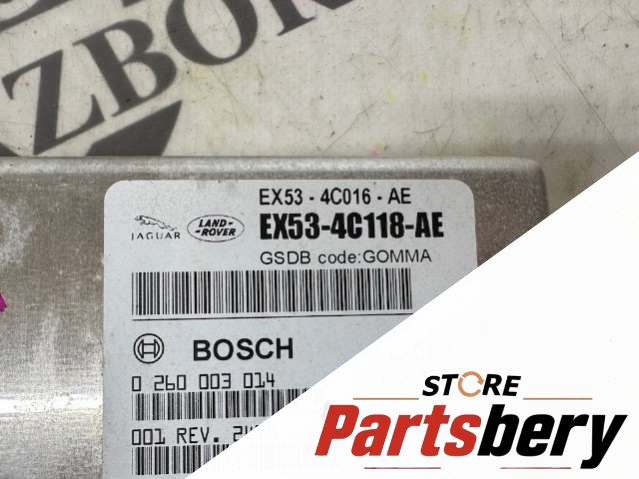 RAZBOR
EX53 - 4C016 - AE
JAGUAR
LAND-
-ROVER
EX53-4C118-AE
GSDB code:GOMMA
BOSCH
0 260 003 014
001 REV.
STORE
Partsbery